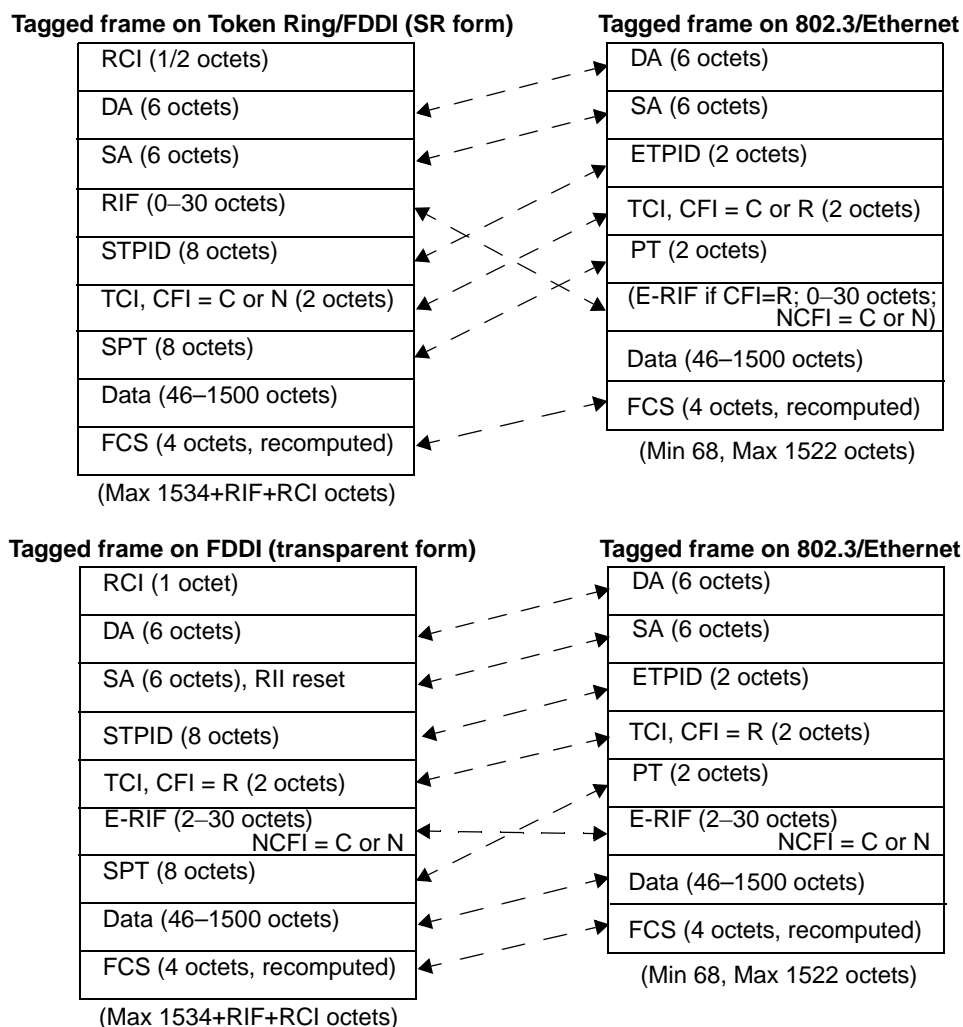 Tagged frame on Token Ring/FDDI (SR form)
RCI (1/2 octets)
DA (6 octets)
SA (6 octets)
RIF (0–30 octets)
STPID (8 octets)
TCI, CFI = C or N (2 octets)
SPT (8 octets)
Data (46–1500 octets)
FCS (4 octets, recomputed)
(Max 1534+RIF+RCI octets)
Tagged frame on 802.3/Ethernet
DA (6 octets)
SA (6 octets)
ETPID (2 octets)
TCI, CFI = C or R (2 octets)
PT (2 octets)
(E-RIF if CFI=R; 0–30 octets;
NCFI = C or N)
Data (46–1500 octets)
FCS (4 octets, recomputed)
(Min 68, Max 1522 octets)
Tagged frame on FDDI (transparent form)
RCI (1 octet)
DA (6 octets)
SA (6 octets), RII reset
STPID (8 octets)
TCI, CFI = R (2 octets)
E-RIF (2–30 octets)
NCFI = C or N
SPT (8 octets)
Data (46–1500 octets)
FCS (4 octets, recomputed)
(Max 1534+RIF+RCI octets)
Tagged frame on 802.3/Ethernet
DA (6 octets)
SA (6 octets)
ETPID (2 octets)
TCI, CFI = R (2 octets)
PT (2 octets)
E-RIF (2–30 octets)
NCFI = C or N
Data (46–1500 octets)
FCS (4 octets, recomputed)
(Min 68, Max 1522 octets)